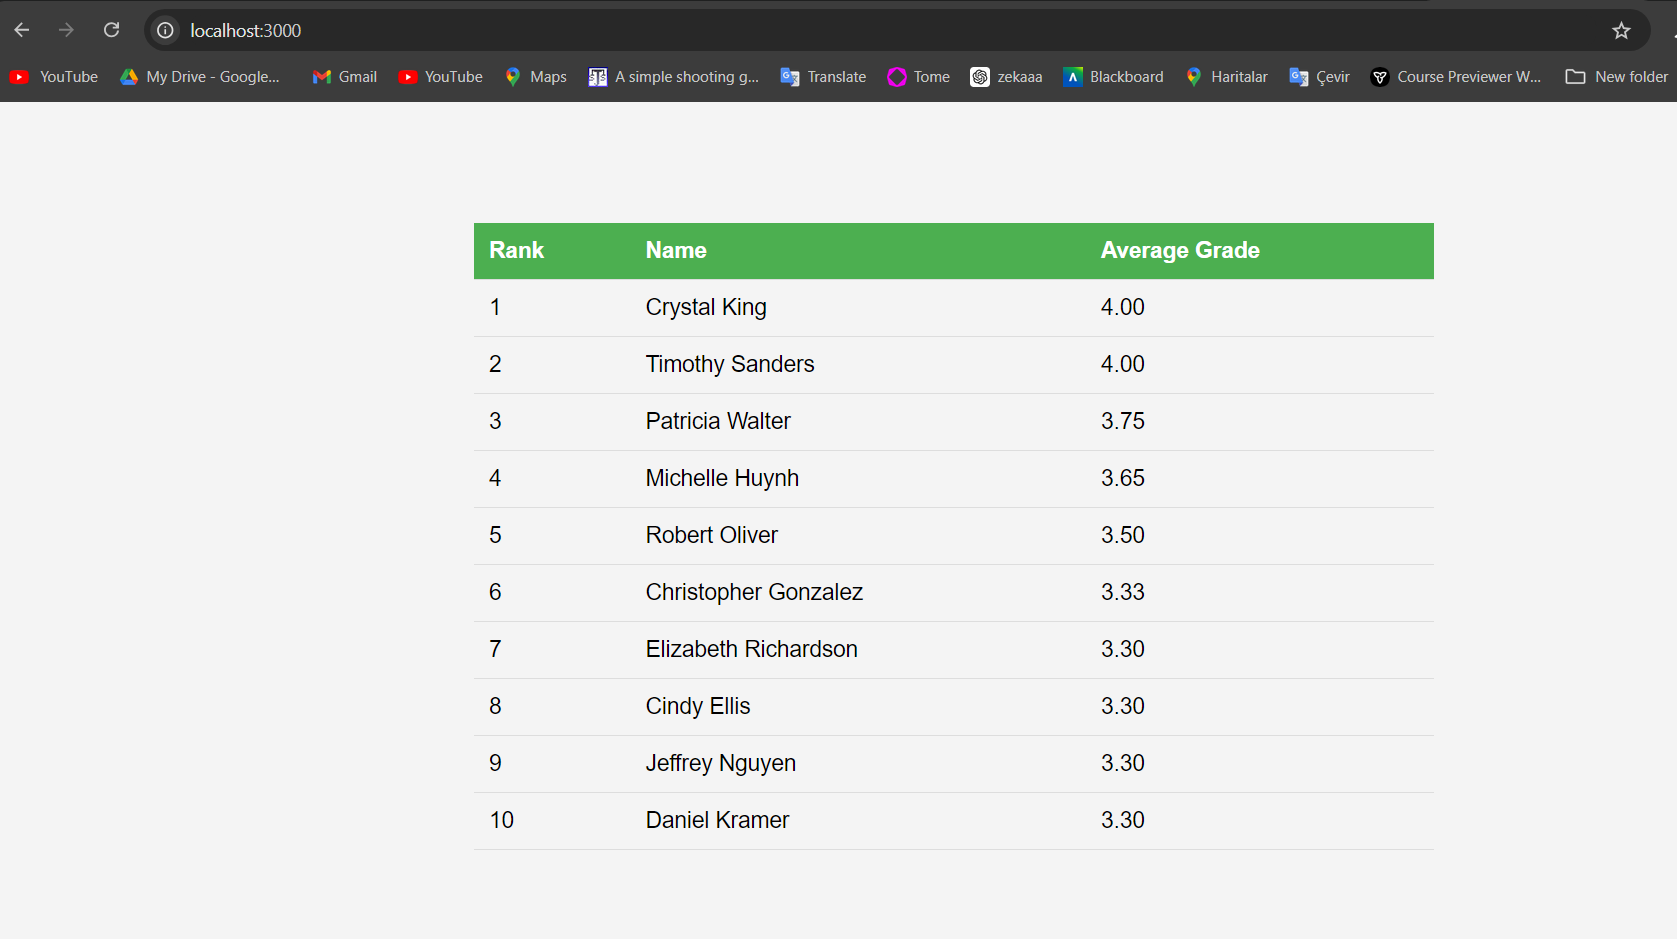 localhost:3000
YouTube My Drive - Google... Gmail YouTube Maps A simple shooting g... Translate Tome zekaaa Blackboard Haritalar Çevir Course Previewer W... New folder
Rank Name Average Grade
1 Crystal King 4.00
2 Timothy Sanders 4.00
3 Patricia Walter 3.75
4 Michelle Huynh 3.65
5 Robert Oliver 3.50
6 Christopher Gonzalez 3.33
7 Elizabeth Richardson 3.30
8 Cindy Ellis 3.30
9 Jeffrey Nguyen 3.30
10 Daniel Kramer 3.30